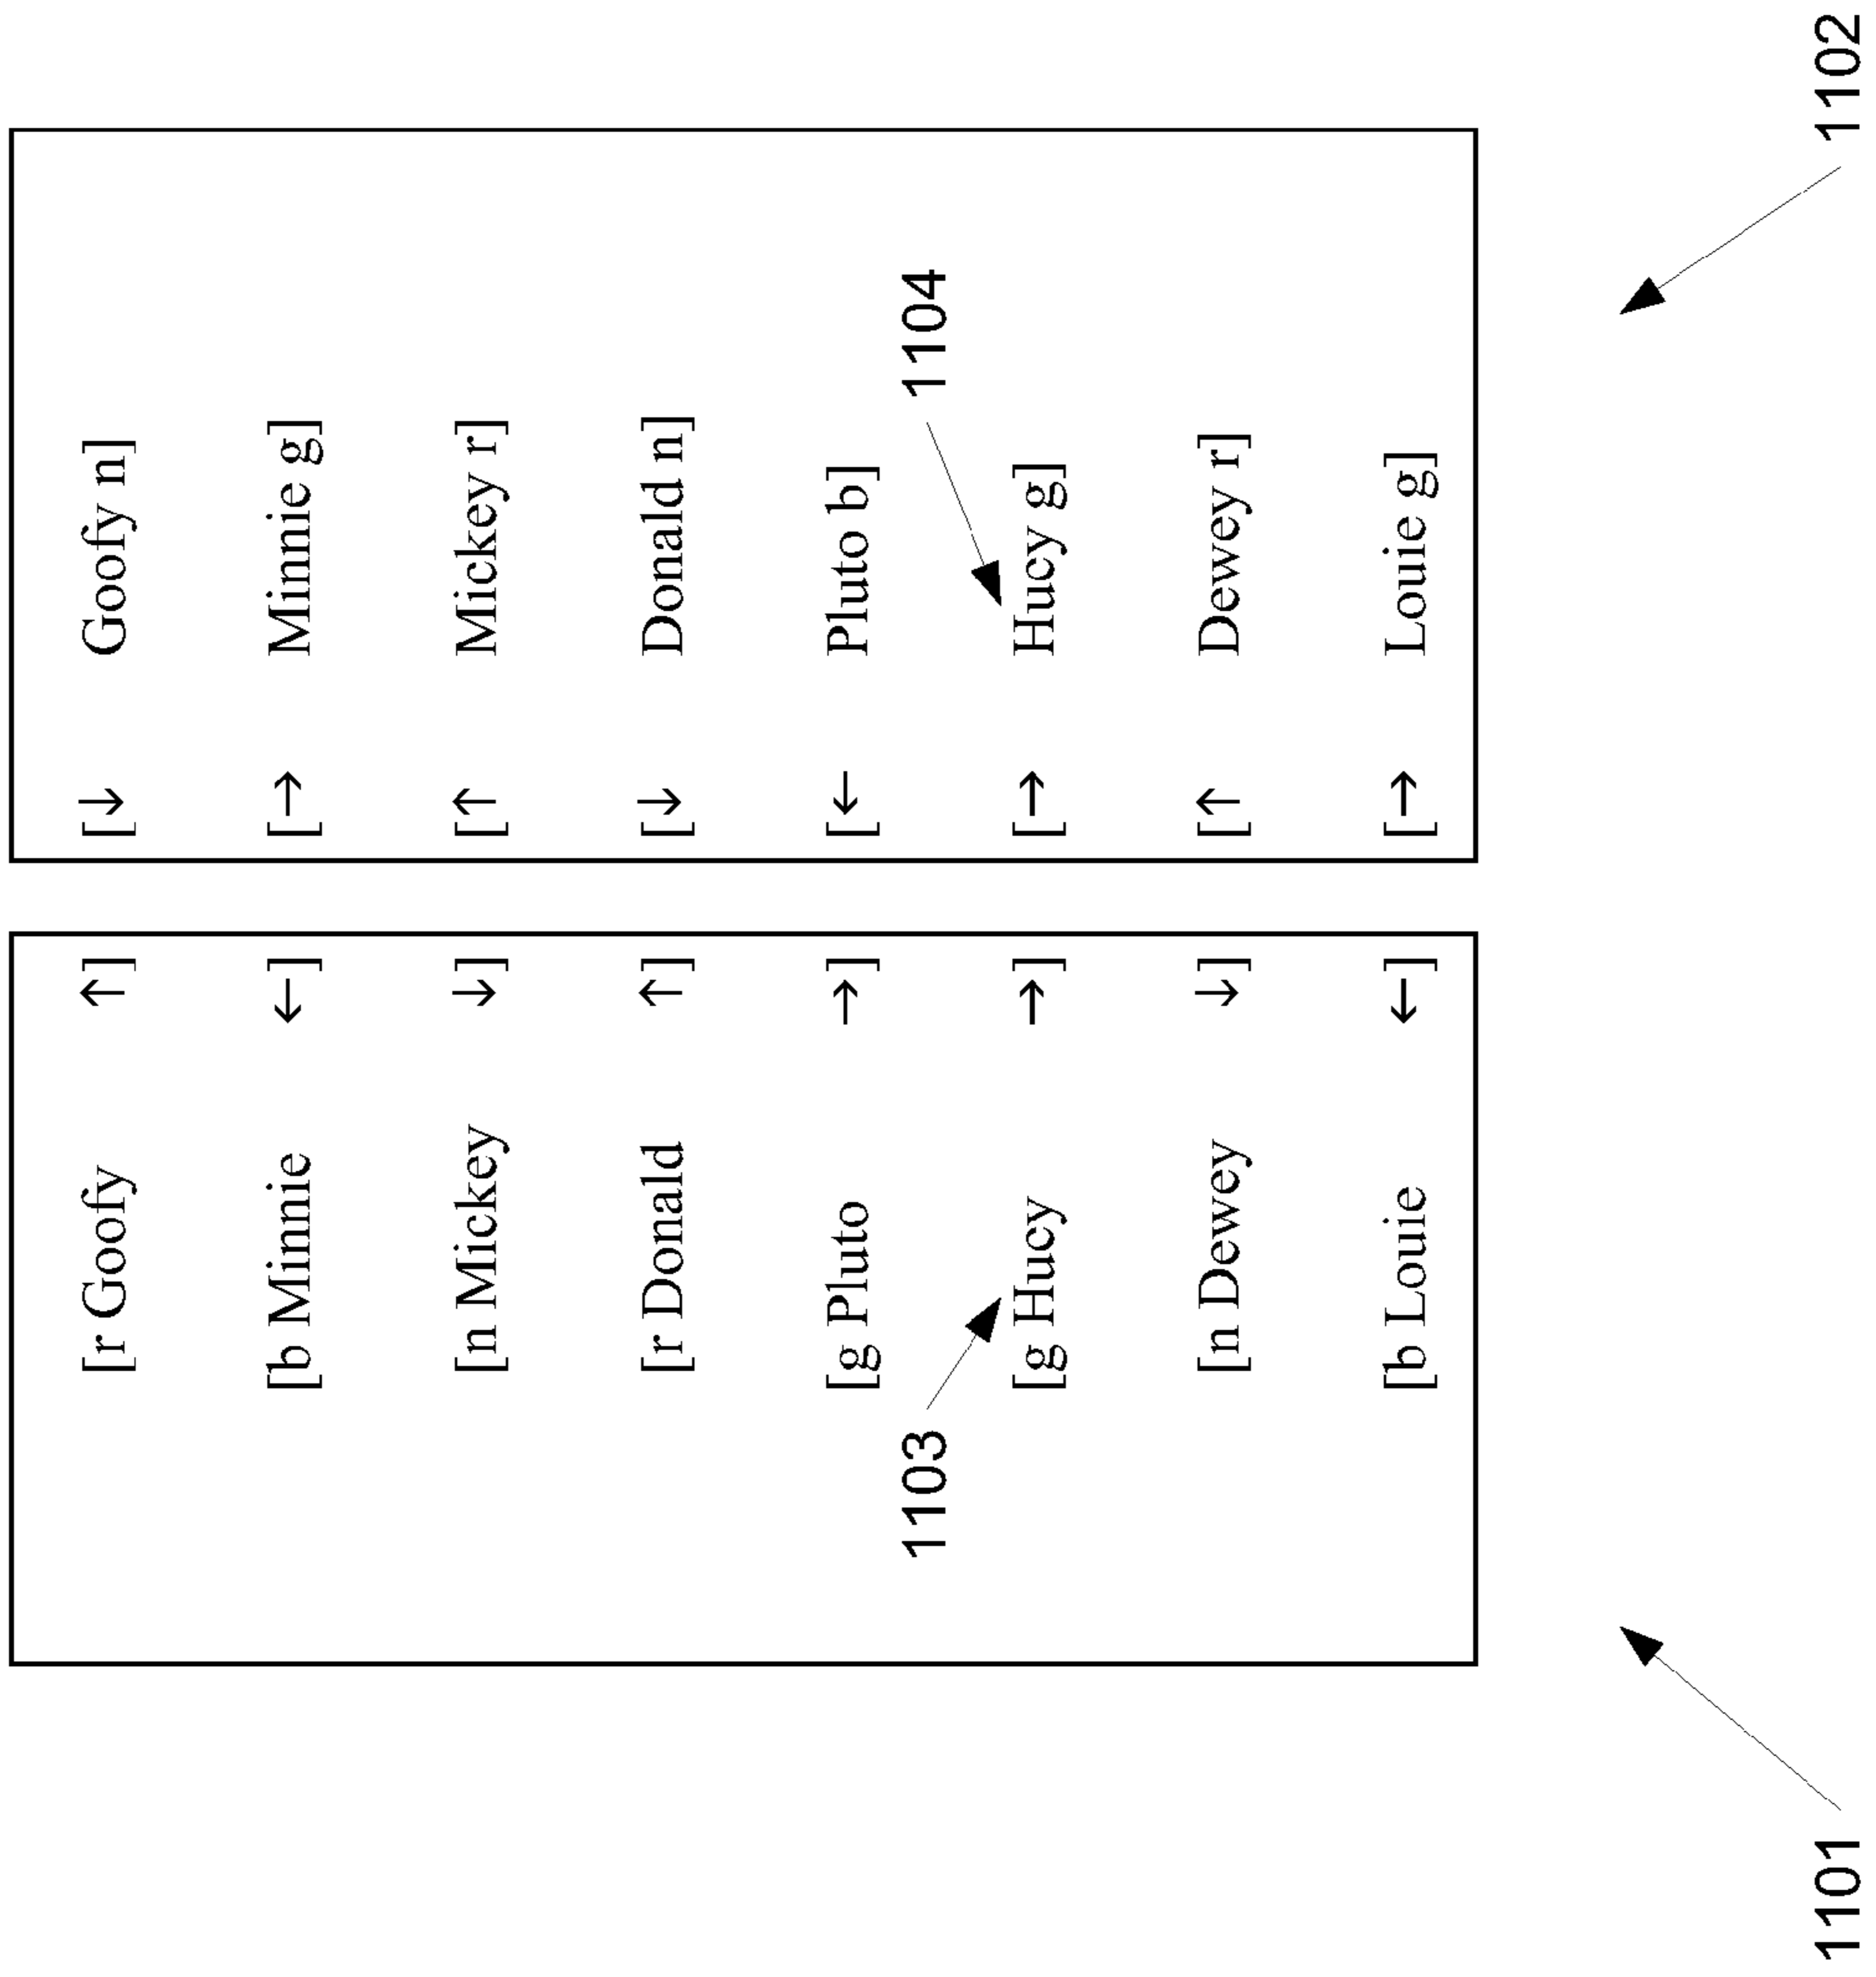 [r Goofy ↑] [↓ Goofy n]
[b Minnie ←] [→ Minnie g]
[n Mickey ↓] [↑ Mickey r]
[r Donald ↑] [↓ Donald n]
[g Pluto →] [← Pluto b]
1103 1104
[g Hucy →] [→ Hucy g]
[n Dewey ↓] [↑ Dewey r]
[b Louie ←] [→ Louie g]
1101 1102